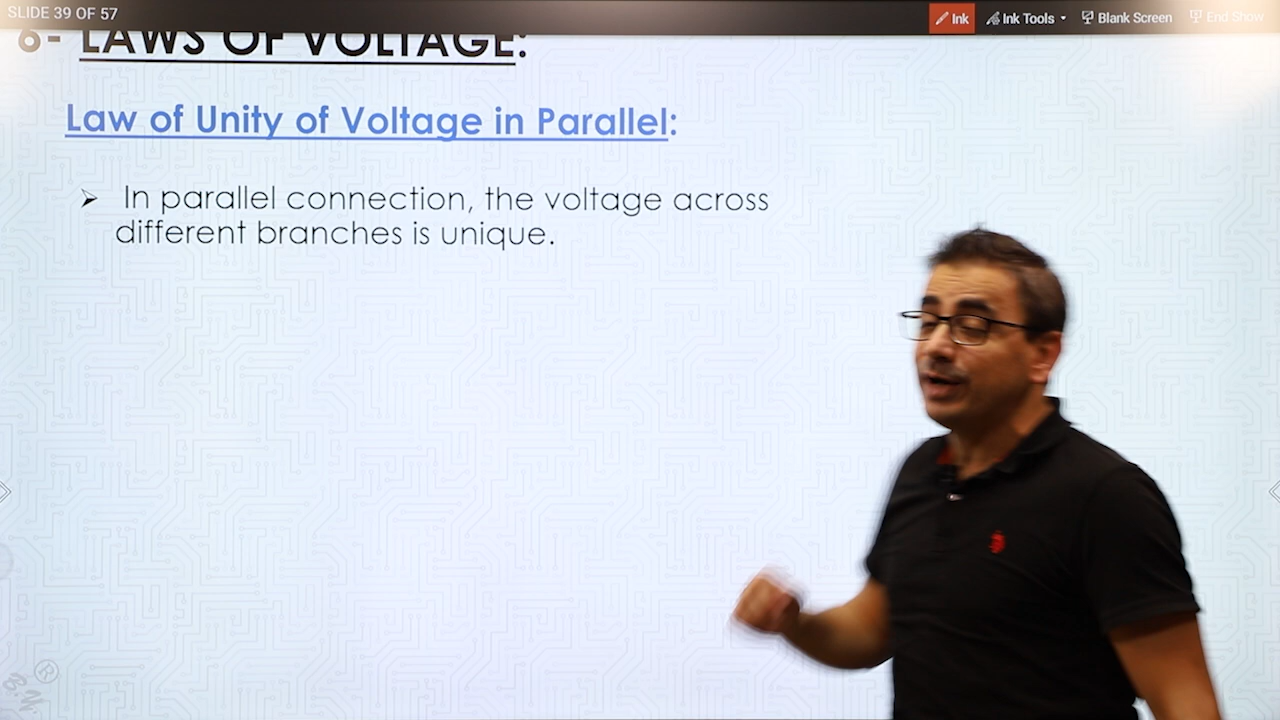 SLIDE 39 OF 57
Ink
Ink Tools
Blank Screen
End Show
6- LAWS OF VOLTAGE:
Law of Unity of Voltage in Parallel:
➢ In parallel connection, the voltage across
different branches is unique.
®